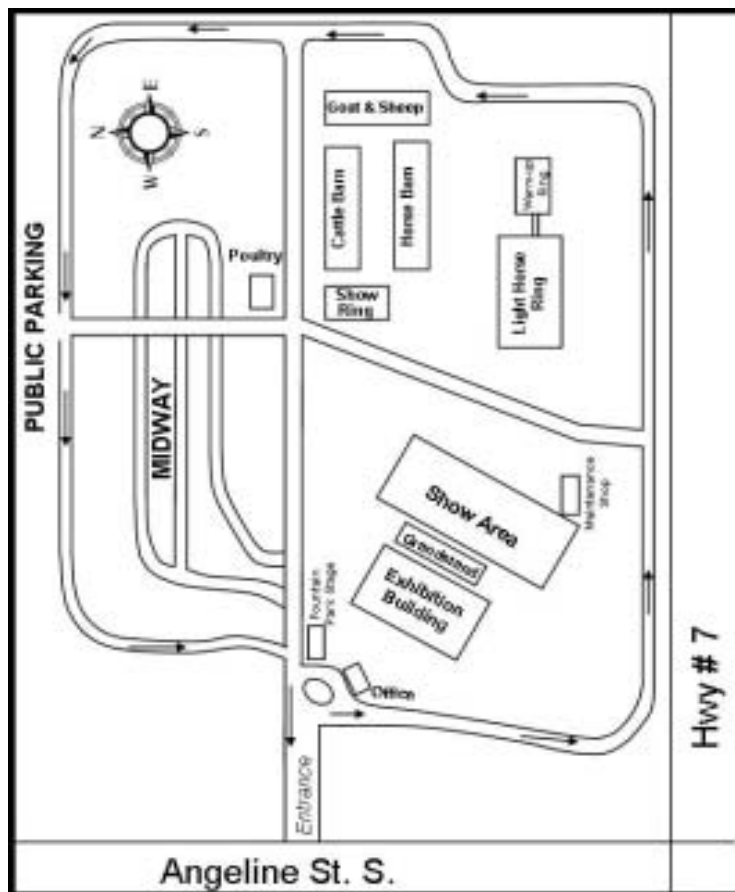 Goat & Sheep
E
N
S
W
Cattle Barn
Horse Barn
Warm-up
Ring
Poultry
Show
Ring
Light Horse
Ring
PUBLIC PARKING
MIDWAY
Show Area
Maintenance
Shop
Grandstand
Exhibition
Building
Fountain
Park Stage
Office
Hwy # 7
Entrance
Angeline St. S.